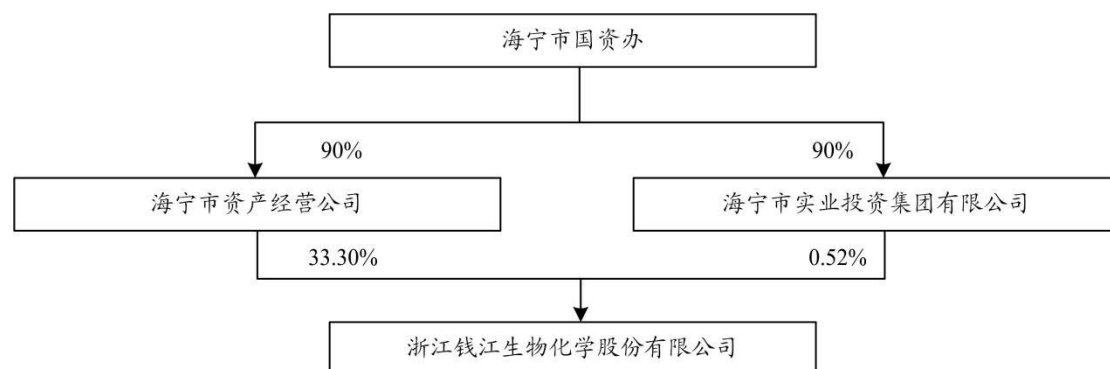 海宁市国资办
90%
90%
海宁市资产经营公司
海宁市实业投资集团有限公司
33.30%
0.52%
浙江钱江生物化学股份有限公司